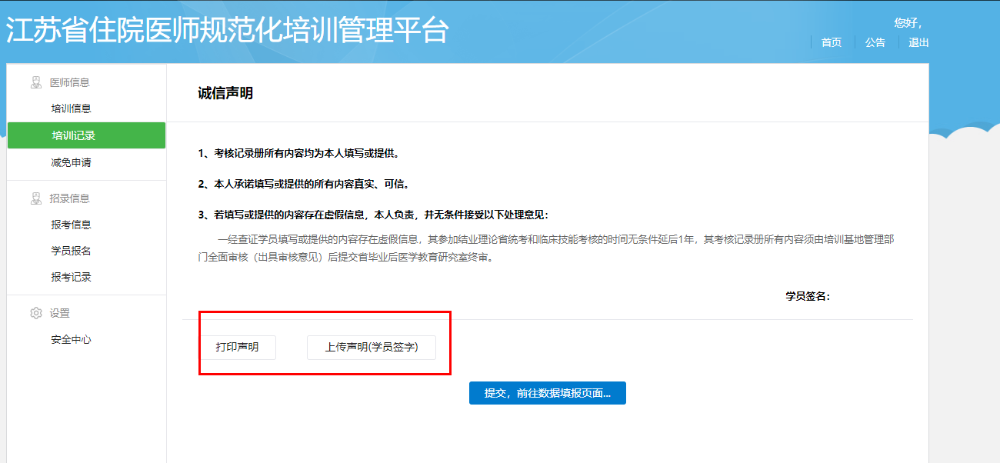 江苏省住院医师规范化培训管理平台
您好,
首页
公告
退出
医师信息
培训信息
培训记录
减免申请
招录信息
报考信息
学员报名
报考记录
设置
安全中心
诚信声明
1、考核记录册所有内容均为本人填写或提供。
2、本人承诺填写或提供的所有内容真实、可信。
3、若填写或提供的内容存在虚假信息，本人负责，并无条件接受以下处理意见：
一经查证学员填写或提供的内容存在虚假信息，其参加结业理论省统考和临床技能考核的时间无条件延后1年，其考核记录册所有内容须由培训基地管理部
门全面审核（出具审核意见）后提交省毕业后医学教育研究室终审。
学员签名：
打印声明
上传声明(学员签字)
提交，前往数据填报页面...